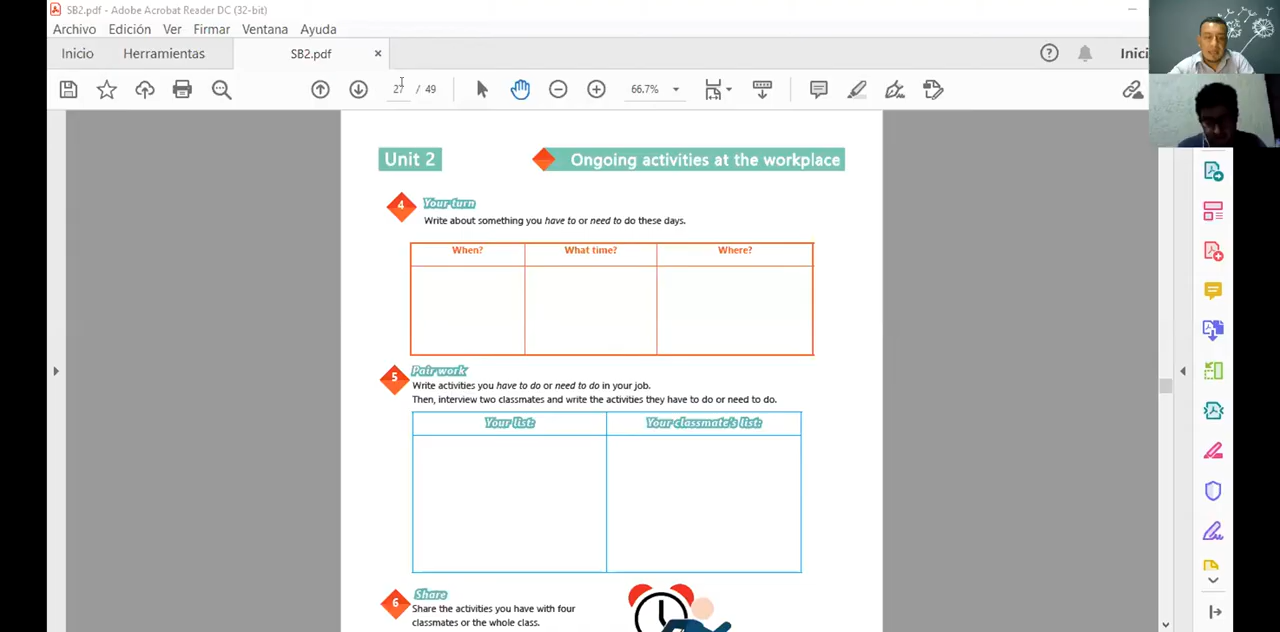 SB2.pdf - Adobe Acrobat Reader DC (32-bit)
Archivo Edición Ver Firmar Ventana Ayuda
Inicio Herramientas SB2.pdf × ? Inici
27 / 49 66.7%
Unit 2 Ongoing activities at the workplace
4 Your turn
Write about something you have to or need to do these days.
When? What time? Where?
5 Pair work
Write activities you have to do or need to do in your job.
Then, interview two classmates and write the activities they have to do or need to do.
Your list: Your classmate's list:
6 Share
Share the activities you have with four
classmates or the whole class.